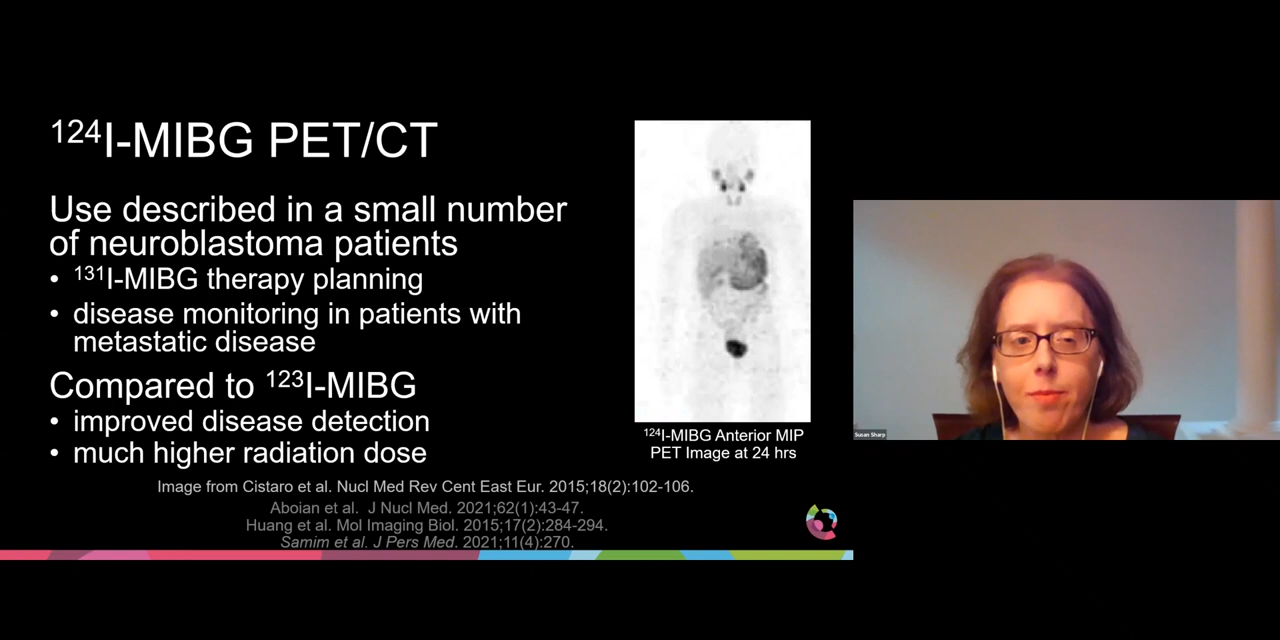 ¹²⁴I-MIBG PET/CT
Use described in a small number
of neuroblastoma patients
• ¹³¹I-MIBG therapy planning
• disease monitoring in patients with
metastatic disease
Compared to ¹²³I-MIBG
• improved disease detection
• much higher radiation dose
¹²⁴I-MIBG Anterior MIP
PET Image at 24 hrs
Image from Cistaro et al. Nucl Med Rev Cent East Eur. 2015;18(2):102-106.
Aboian et al. J Nucl Med. 2021;62(1):43-47.
Huang et al. Mol Imaging Biol. 2015;17(2):284-294.
Samim et al. J Pers Med. 2021;11(4):270.
Susan Sharp